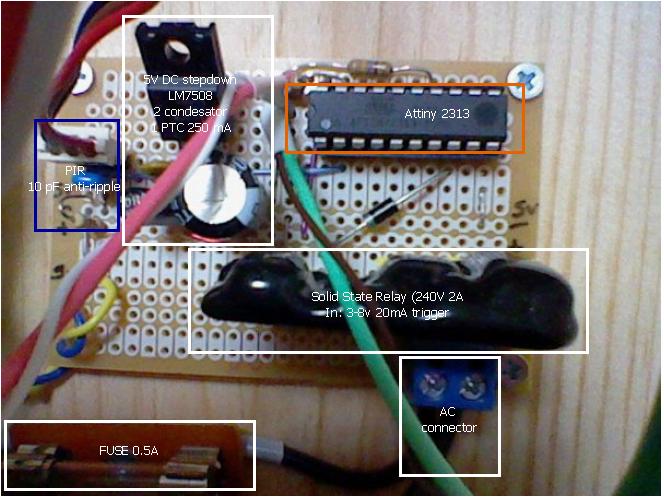 5V DC stepdown
LM7508
2 condesator
1 PTC 250 mA
Attiny 2313
PIR
10 pF anti-ripple
5v
Solid State Relay (240V 2A
In: 3-8v 20mA trigger
AC
connector
FUSE 0.5A